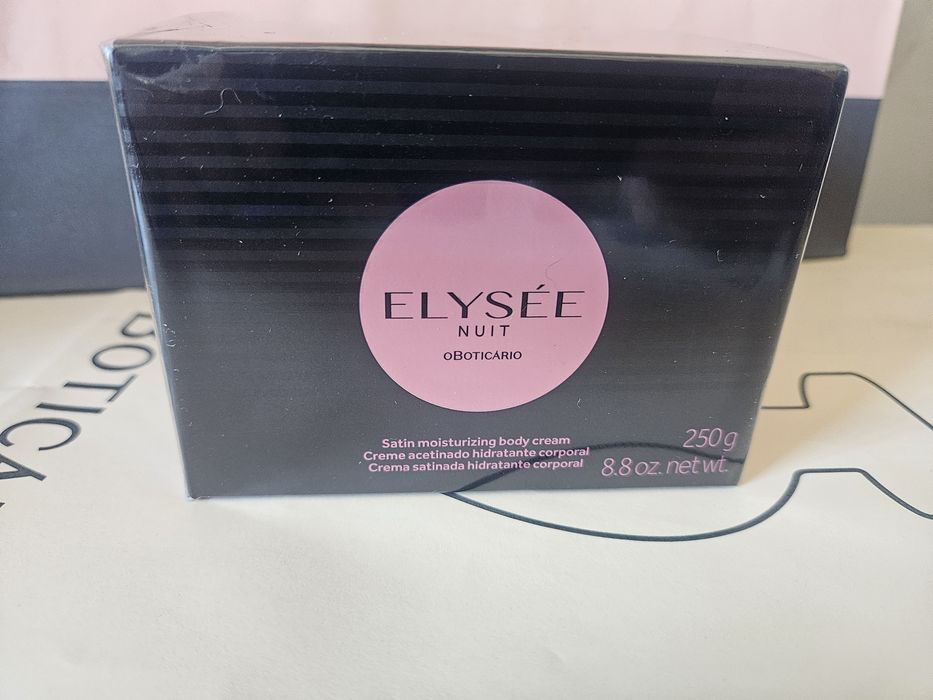 ELYSÉE
NUIT
oBOTICÁRIO
Satin moisturizing body cream
Creme acetinado hidratante corporal
Crema satinada hidratante corporal
250g
8.8 oz. net wt.
BOTICA